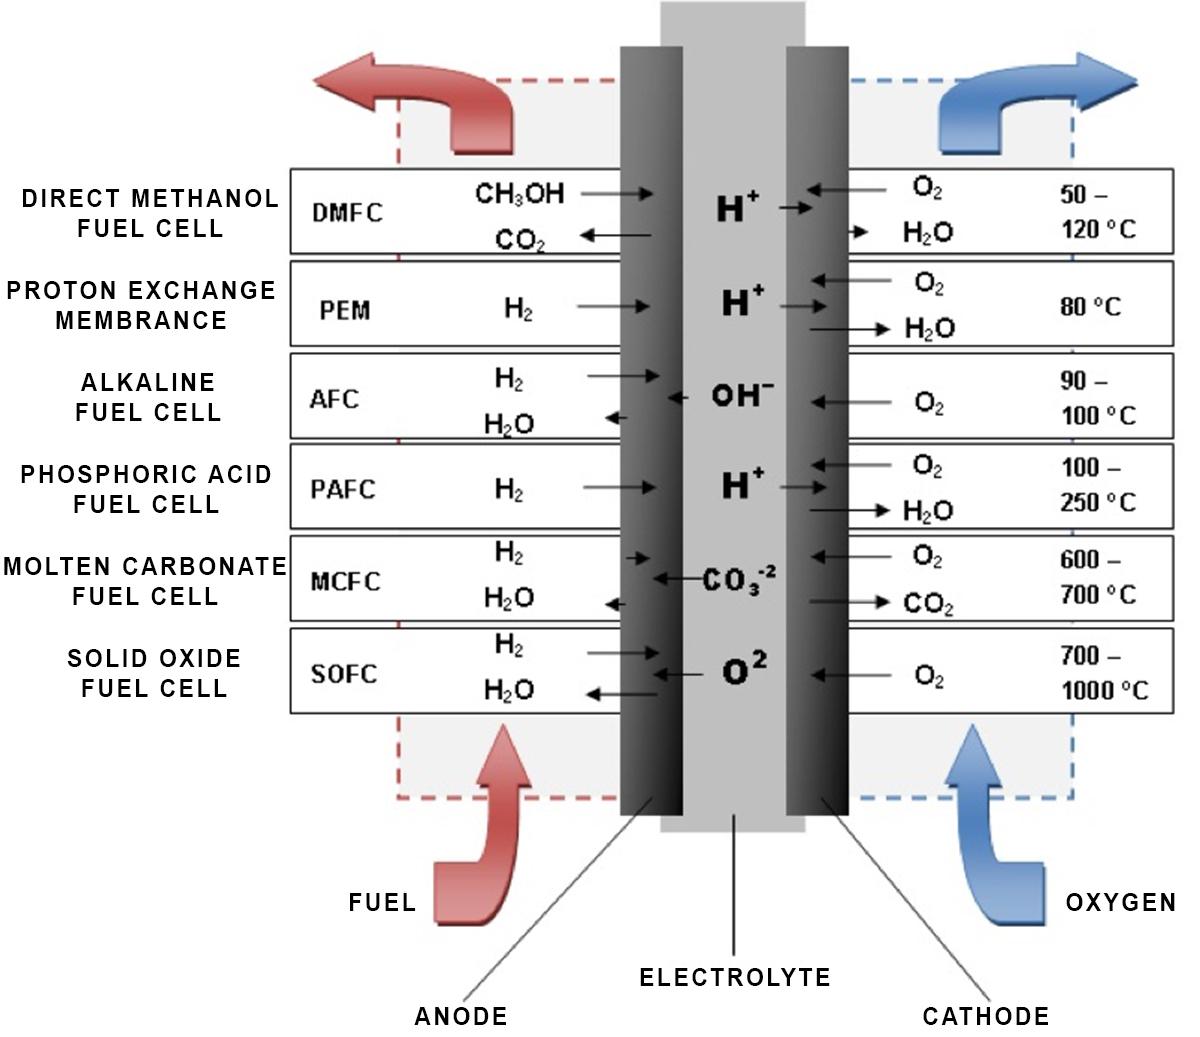 DIRECT METHANOL
FUEL CELL
DMFC
CH₃OH
CO₂
H⁺
O₂
H₂O
50 –
120 °C
PROTON EXCHANGE
MEMBRANCE
PEM
H₂
H⁺
O₂
H₂O
80 °C
ALKALINE
FUEL CELL
AFC
H₂
H₂O
OH⁻
O₂
90 –
100 °C
PHOSPHORIC ACID
FUEL CELL
PAFC
H₂
H⁺
O₂
H₂O
100 –
250 °C
MOLTEN CARBONATE
FUEL CELL
MCFC
H₂
H₂O
CO₃⁻²
O₂
CO₂
600 –
700 °C
SOLID OXIDE
FUEL CELL
SOFC
H₂
H₂O
O²
O₂
700 –
1000 °C
FUEL
OXYGEN
ELECTROLYTE
ANODE
CATHODE